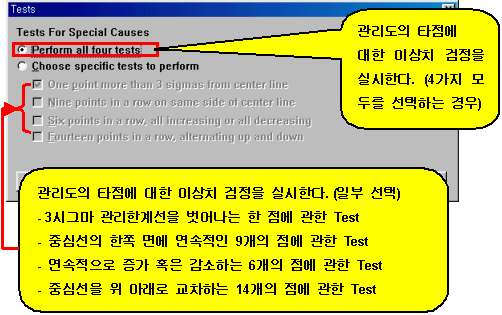 Tests
Tests For Special Causes
Perform all four tests
Choose specific tests to perform
One point more than 3 sigmas from center line
Nine points in a row on same side of center line
Six points in a row, all increasing or all decreasing
Fourteen points in a row, alternating up and down
관리도의 타점에
대한 이상치 검정을
실시한다. (4가지 모
두를 선택하는 경우)
관리도의 타점에 대한 이상치 검정을 실시한다. (일부 선택)
- 3시그마 관리한계선을 벗어나는 한 점에 관한 Test
- 중심선의 한쪽 면에 연속적인 9개의 점에 관한 Test
- 연속적으로 증가 혹은 감소하는 6개의 점에 관한 Test
- 중심선을 위 아래로 교차하는 14개의 점에 관한 Test